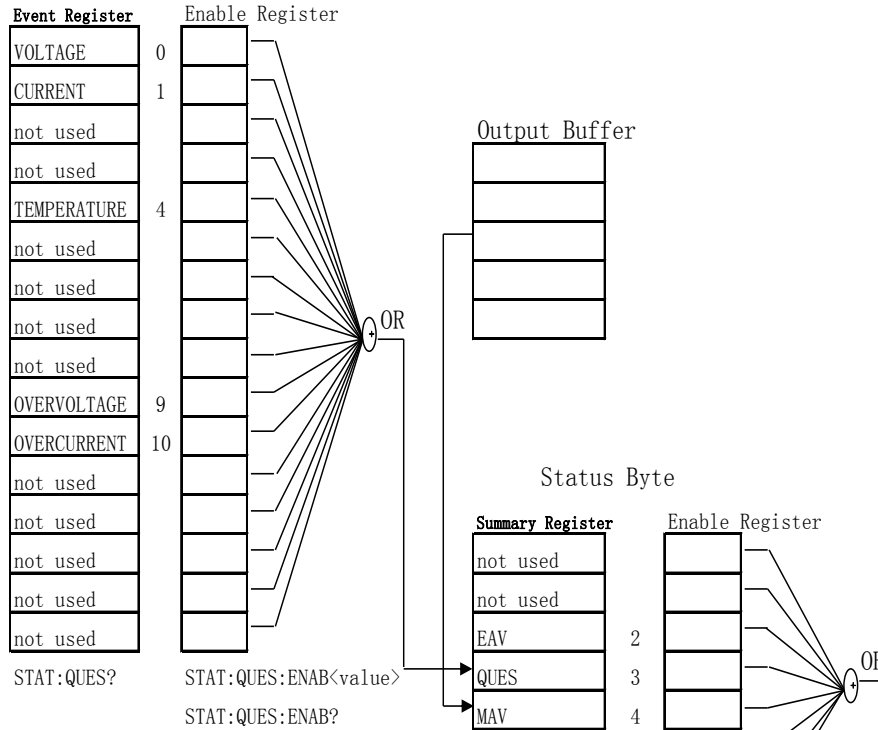 Event Register
Enable Register
VOLTAGE 0
CURRENT 1
not used
not used
TEMPERATURE 4
not used
not used
not used
not used
OVERVOLTAGE 9
OVERCURRENT 10
not used
not used
not used
not used
not used
STAT:QUES?
STAT:QUES:ENAB<value>
STAT:QUES:ENAB?
+
OR
Output Buffer
Status Byte
Summary Register
Enable Register
not used
not used
EAV 2
QUES 3
MAV 4
+